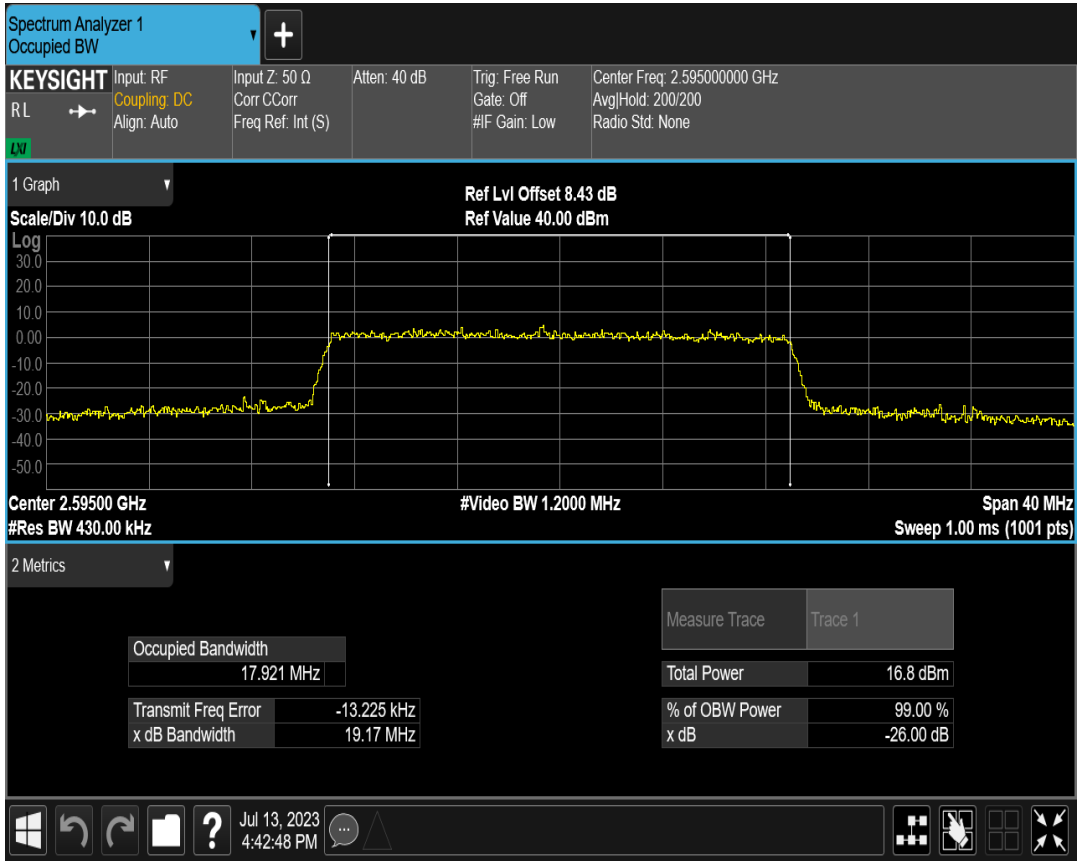 Spectrum Analyzer 1
Occupied BW
+
KEYSIGHT
RL
LXI
Input: RF
Coupling: DC
Align: Auto
Input Z: 50 Ω
Corr CCorr
Freq Ref: Int (S)
Atten: 40 dB
Trig: Free Run
Gate: Off
#IF Gain: Low
Center Freq: 2.595000000 GHz
Avg|Hold: 200/200
Radio Std: None
1 Graph
Scale/Div 10.0 dB
Ref Lvl Offset 8.43 dB
Ref Value 40.00 dBm
Log
30.0
20.0
10.0
0.00
-10.0
-20.0
-30.0
-40.0
-50.0
Center 2.59500 GHz
#Video BW 1.2000 MHz
Span 40 MHz
#Res BW 430.00 kHz
Sweep 1.00 ms (1001 pts)
2 Metrics
Measure Trace Trace 1
Occupied Bandwidth
17.921 MHz
Total Power 16.8 dBm
Transmit Freq Error -13.225 kHz
% of OBW Power 99.00 %
x dB Bandwidth 19.17 MHz
x dB -26.00 dB
?
Jul 13, 2023
4:42:48 PM